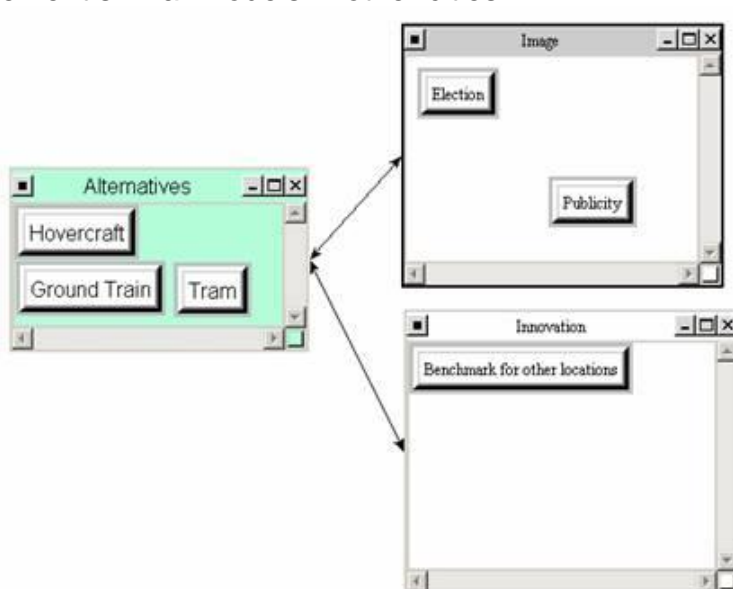 Image
Election
Publicity
Alternatives
Hovercraft
Ground Train
Tram
Innovation
Benchmark for other locations